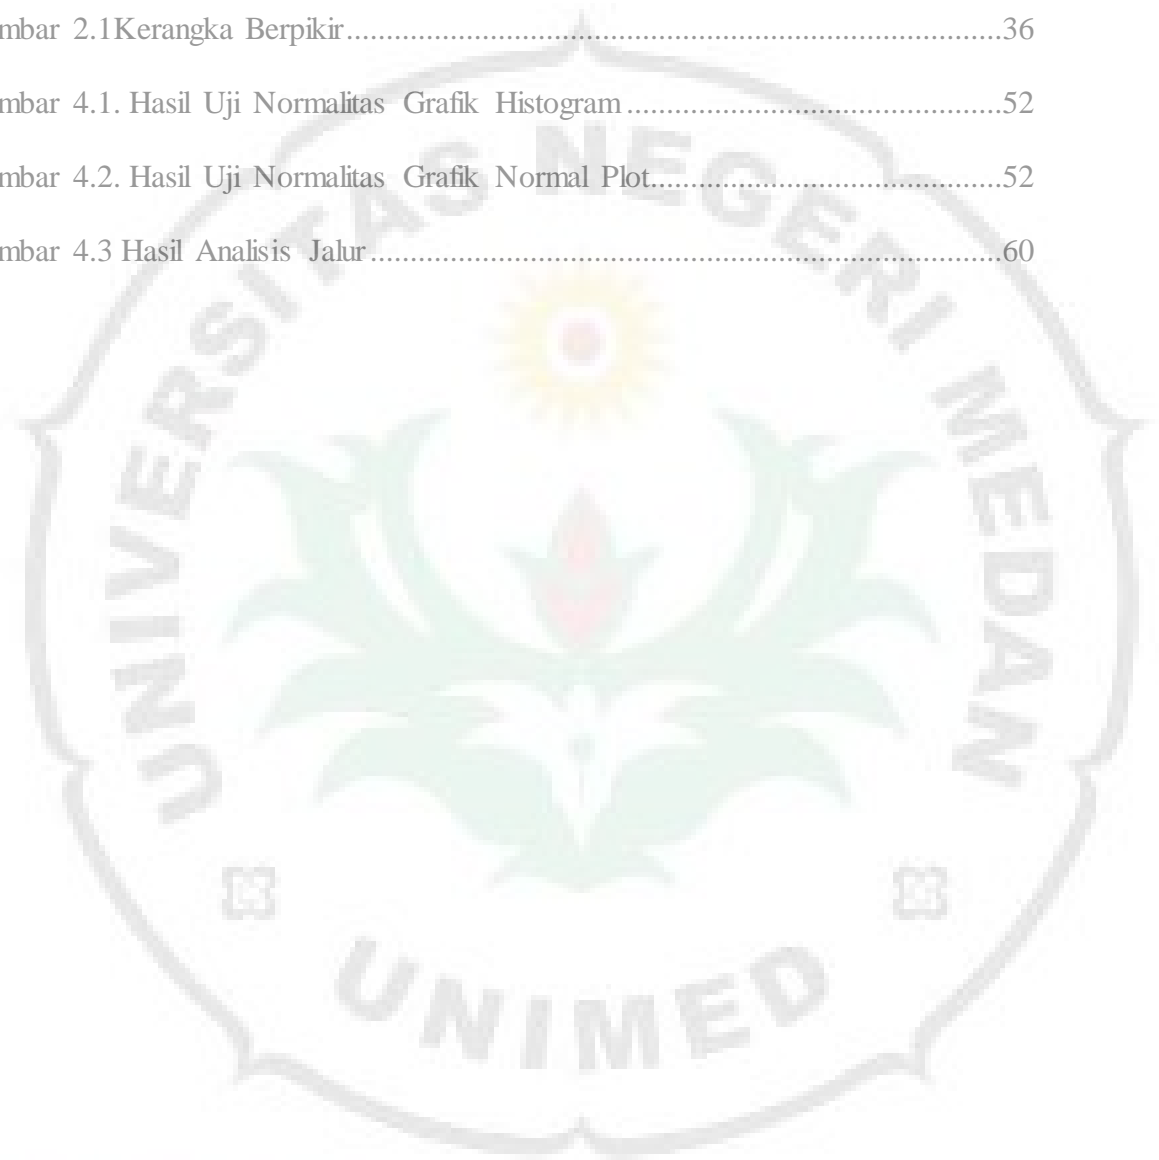 mbar 2.1Kerangka Berpikir....................................................................................36
mbar 4.1. Hasil Uji Normalitas Grafik Histogram ................................................52
mbar 4.2. Hasil Uji Normalitas Grafik Normal Plot.............................................52
mbar 4.3 Hasil Analisis Jalur .................................................................................60
UNIVERSITAS NEGERI MEDAN
UNIMED